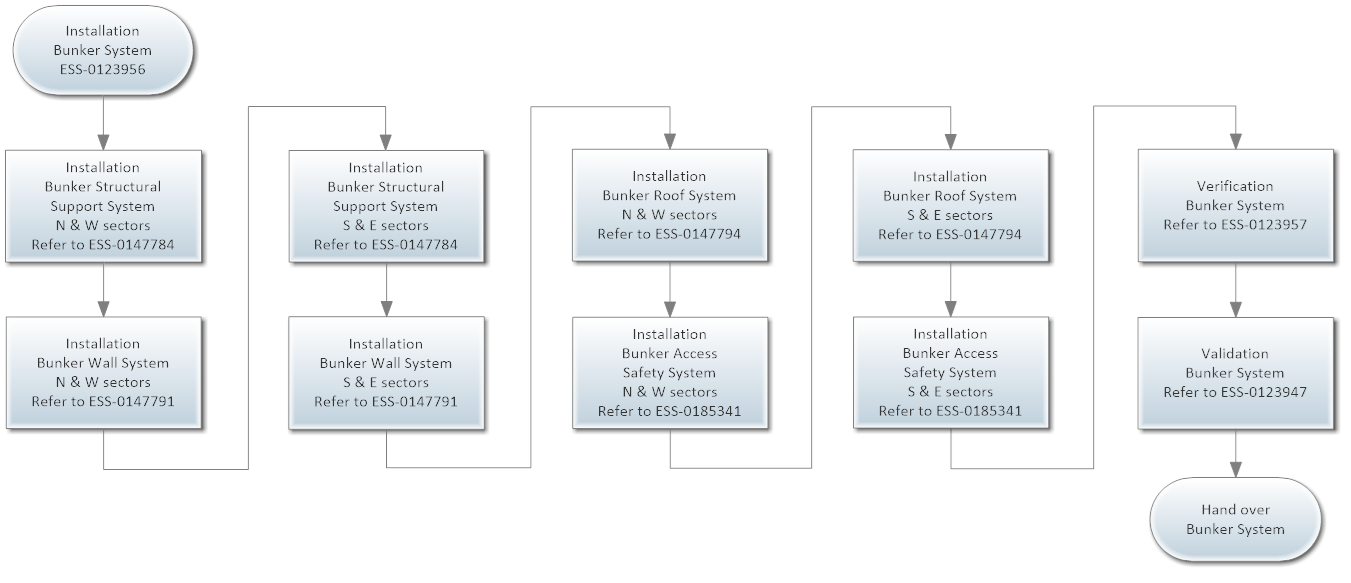 Installation
Bunker System
ESS-0123956
Installation
Bunker Structural
Support System
N & W sectors
Refer to ESS-0147784
Installation
Bunker Wall System
N & W sectors
Refer to ESS-0147791
Installation
Bunker Structural
Support System
S & E sectors
Refer to ESS-0147784
Installation
Bunker Wall System
S & E sectors
Refer to ESS-0147791
Installation
Bunker Roof System
N & W sectors
Refer to ESS-0147794
Installation
Bunker Access
Safety System
N & W sectors
Refer to ESS-0185341
Installation
Bunker Roof System
S & E sectors
Refer to ESS-0147794
Installation
Bunker Access
Safety System
S & E sectors
Refer to ESS-0185341
Verification
Bunker System
Refer to ESS-0123957
Validation
Bunker System
Refer to ESS-0123947
Hand over
Bunker System